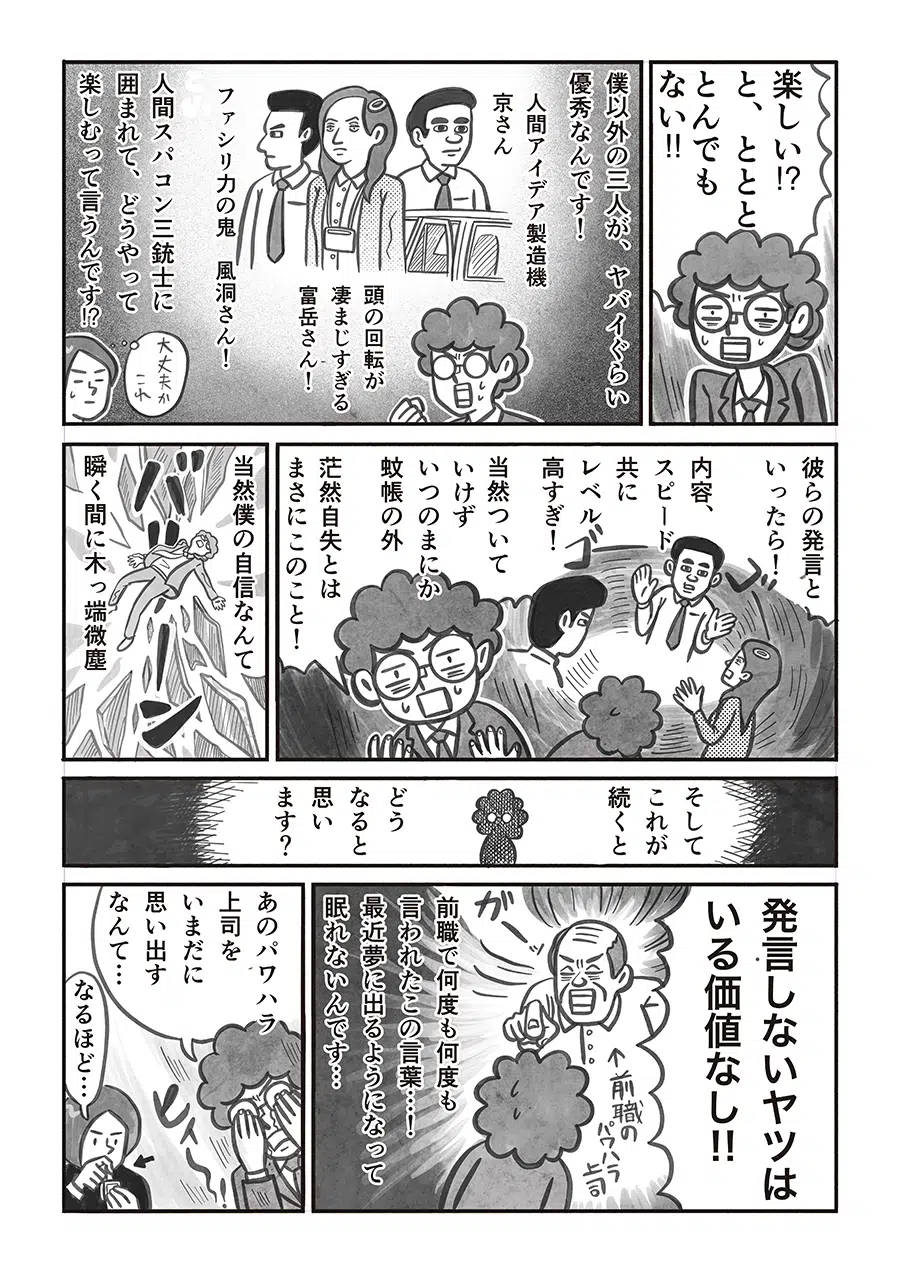 楽しい!?
と、ととと
とんでも
ない!!
僕以外の三人が、ヤバイぐらい
優秀なんです！
人間アイデア製造機
京さん
頭の回転が
凄まじすぎる
富岳さん！
ファシリ力の鬼　風洞さん！
人間スパコン三銃士に
囲まれて、どうやって
楽しむって言うんです!?
大丈夫か
これ
彼らの発言と
いったら！
ゴゴ
内容、
スピード
共に
レベル
高すぎ！
当然ついて
いけず
いつのまにか
蚊帳の外
茫然自失とは
まさにこのこと！
当然僕の自信なんて
バーン
瞬く間に木っ端微塵
そして
これが
続くと
どう
なると
思い
ます？
発言しないヤツは
いる価値なし!!
ガー
↑前職の
パワハラ
上司
前職で何度も何度も
言われたこの言葉…！
最近夢に出るようになって
眠れないんです…
あのパワハラ
上司を
いまだに
思い出す
なんて…
ヒィー
なるほど…